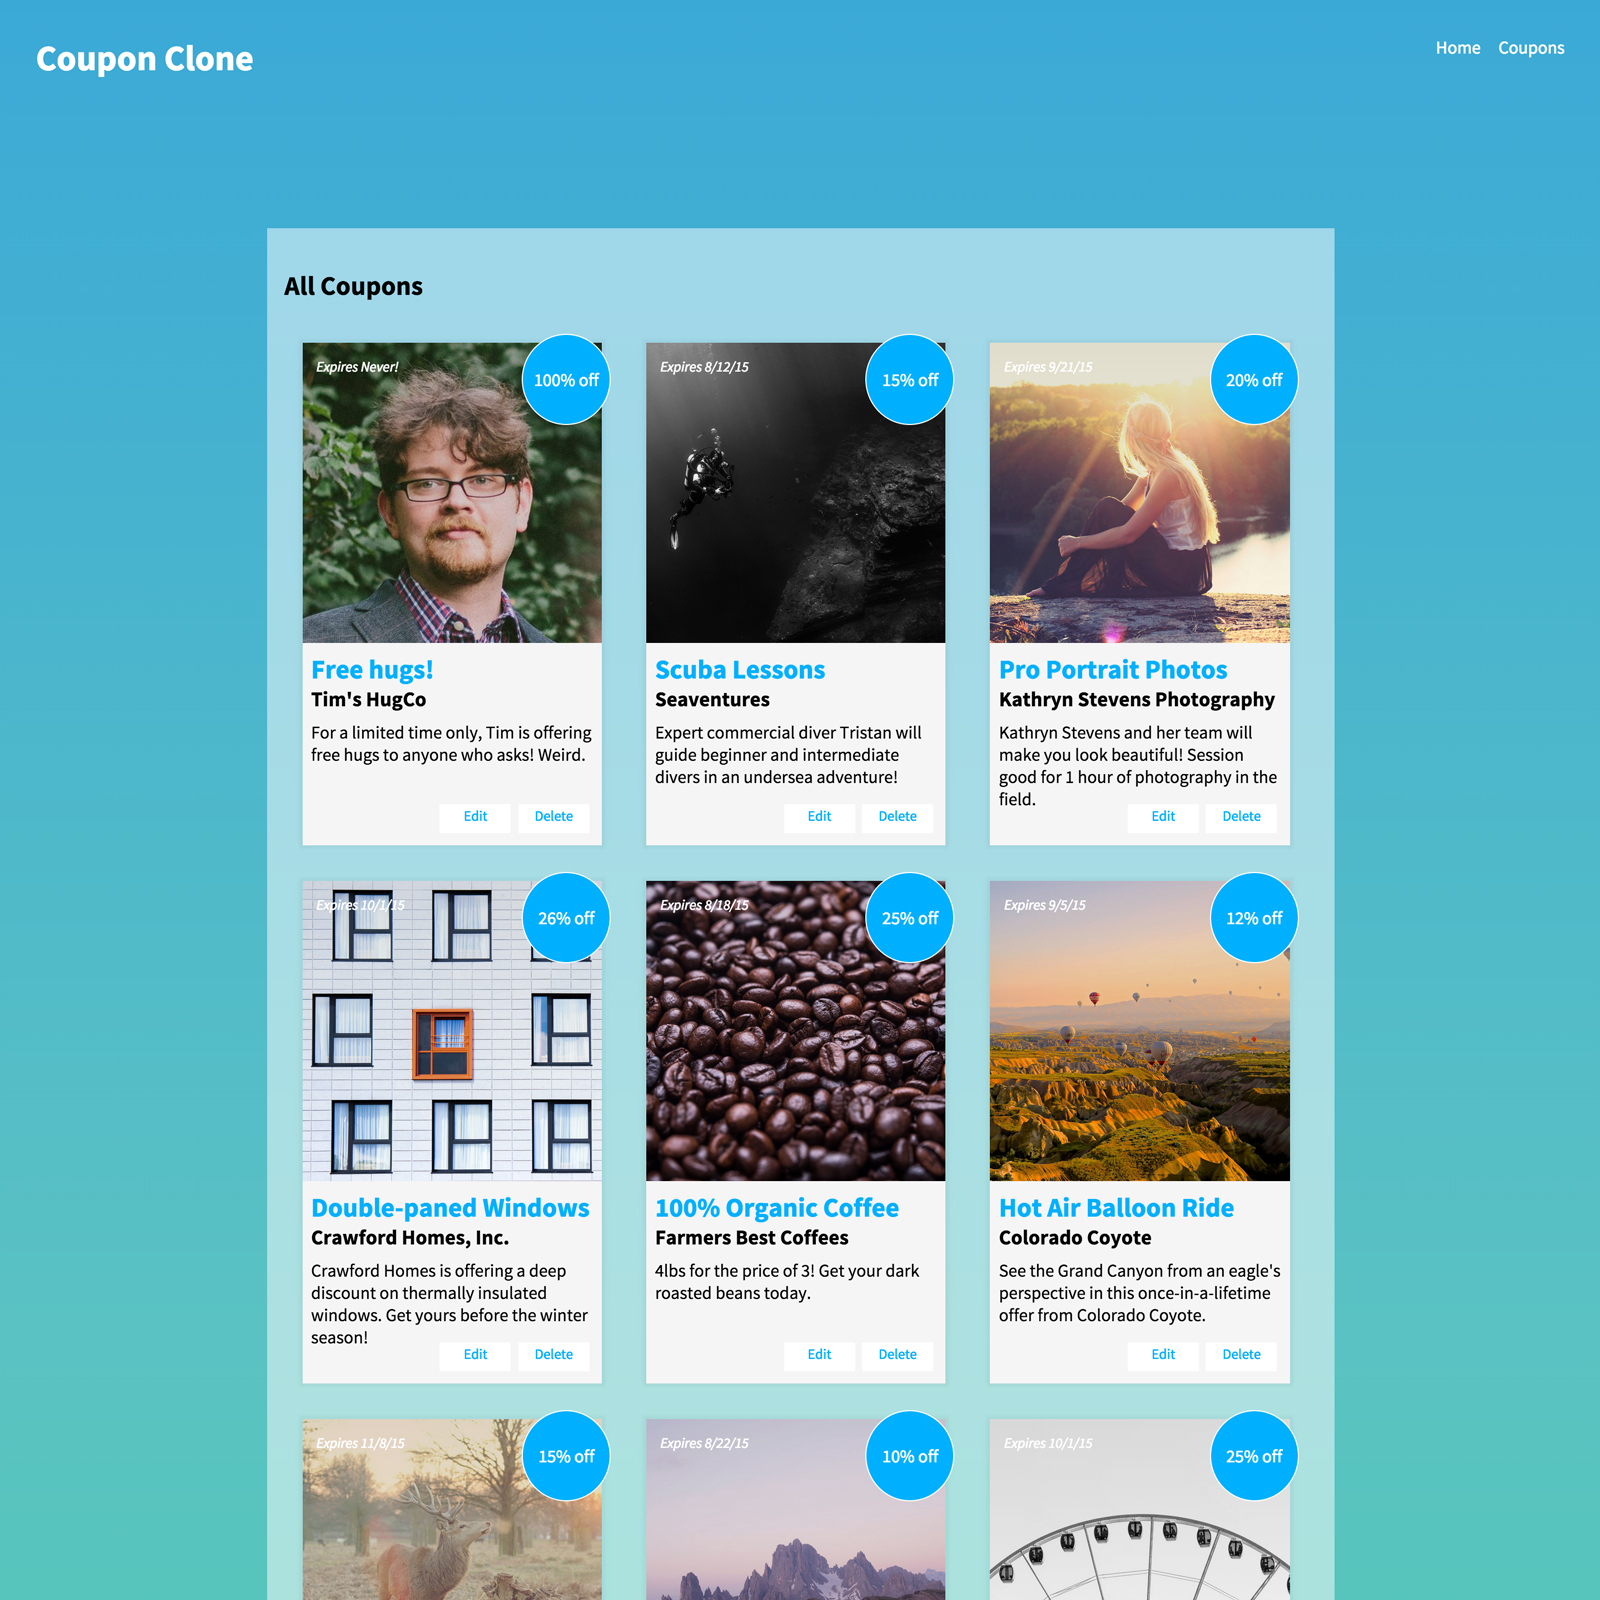 Coupon Clone
Home Coupons
All Coupons
Expires Never!
100% off
Free hugs!
Tim's HugCo
For a limited time only, Tim is offering
free hugs to anyone who asks! Weird.
Edit Delete
Expires 8/12/15
15% off
Scuba Lessons
Seaventures
Expert commercial diver Tristan will
guide beginner and intermediate
divers in an undersea adventure!
Edit Delete
Expires 9/21/15
20% off
Pro Portrait Photos
Kathryn Stevens Photography
Kathryn Stevens and her team will
make you look beautiful! Session
good for 1 hour of photography in the
field.
Edit Delete
Expires 10/1/15
26% off
Double-paned Windows
Crawford Homes, Inc.
Crawford Homes is offering a deep
discount on thermally insulated
windows. Get yours before the winter
season!
Edit Delete
Expires 8/18/15
25% off
100% Organic Coffee
Farmers Best Coffees
4lbs for the price of 3! Get your dark
roasted beans today.
Edit Delete
Expires 9/5/15
12% off
Hot Air Balloon Ride
Colorado Coyote
See the Grand Canyon from an eagle's
perspective in this once-in-a-lifetime
offer from Colorado Coyote.
Edit Delete
Expires 11/8/15
15% off
Expires 8/22/15
10% off
Expires 10/1/15
25% off